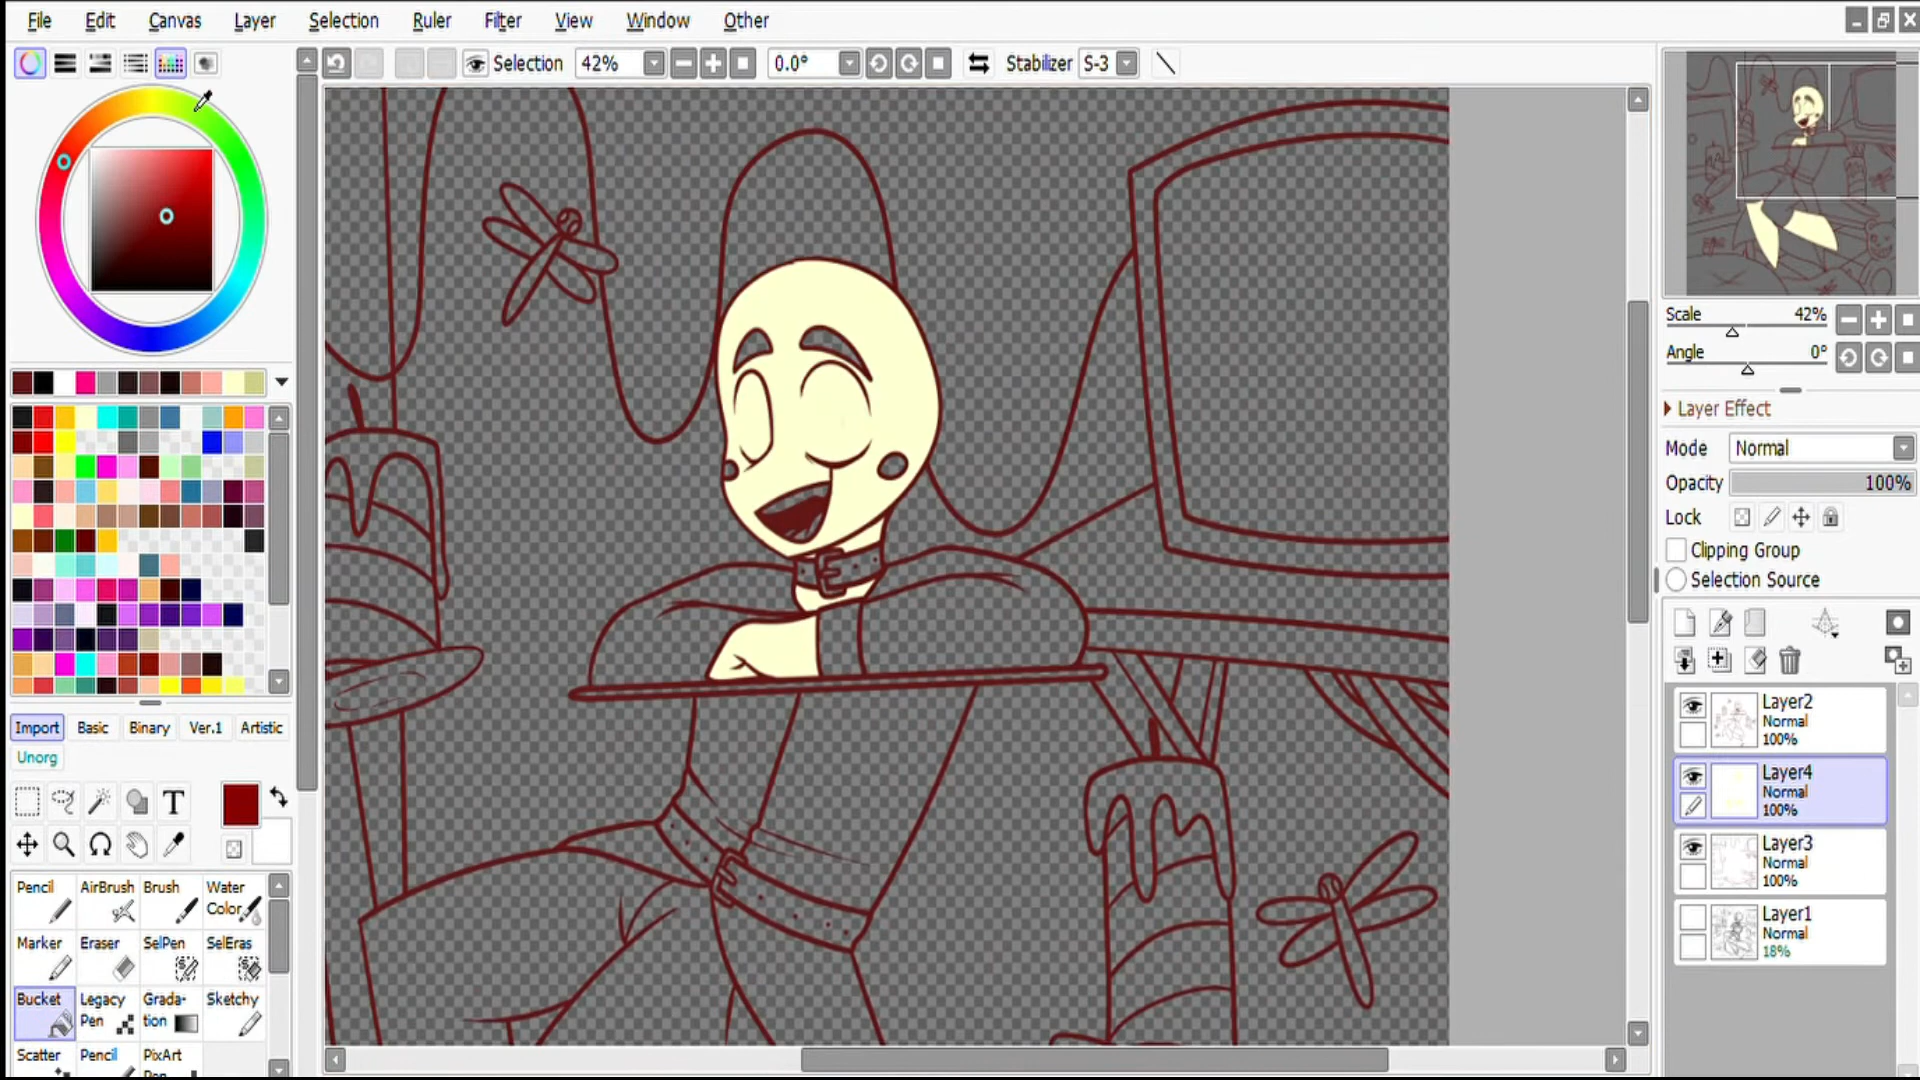 File Edit Canvas Layer Selection Ruler Filter View Window Other
Selection 42% 0.0° Stabilizer S-3
Scale 42%
Angle 0°
Layer Effect
Mode Normal
Opacity 100%
Lock
Clipping Group
Selection Source
Layer2
Normal
100%
Layer4
Normal
100%
Layer3
Normal
100%
Layer1
Normal
18%
Import Basic Binary Ver.1 Artistic
Unorg
T
Pencil AirBrush Brush Water
Color
Marker Eraser SelPen SelEras
Bucket Legacy Grada- Sketchy
Pen tion
Scatter Pencil PixArt
Pen